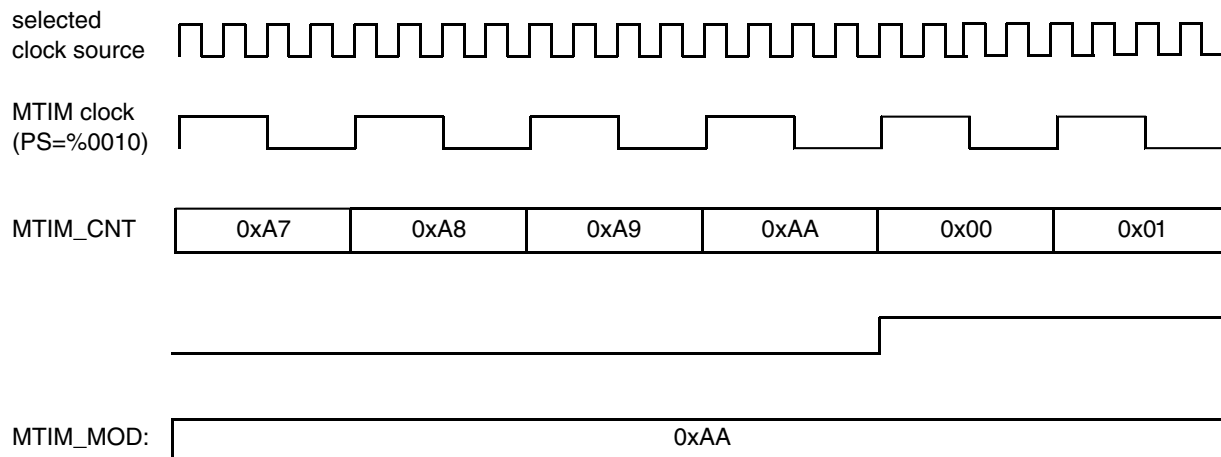 selected
clock source
MTIM clock
(PS=%0010)
MTIM_CNT 0xA7 0xA8 0xA9 0xAA 0x00 0x01
MTIM_MOD: 0xAA